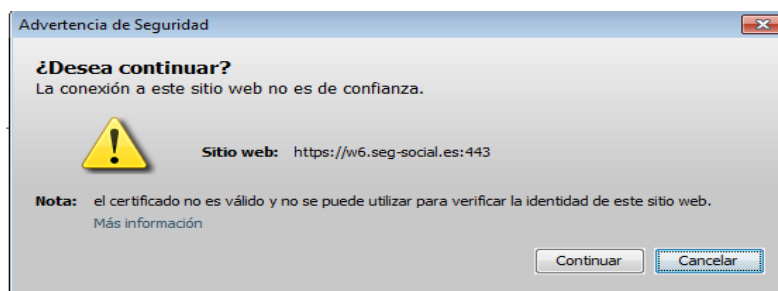 Advertencia de Seguridad
¿Desea continuar?
La conexión a este sitio web no es de confianza.
Sitio web: https://w6.seg-social.es:443
Nota: el certificado no es válido y no se puede utilizar para verificar la identidad de este sitio web.
Más información
Continuar Cancelar